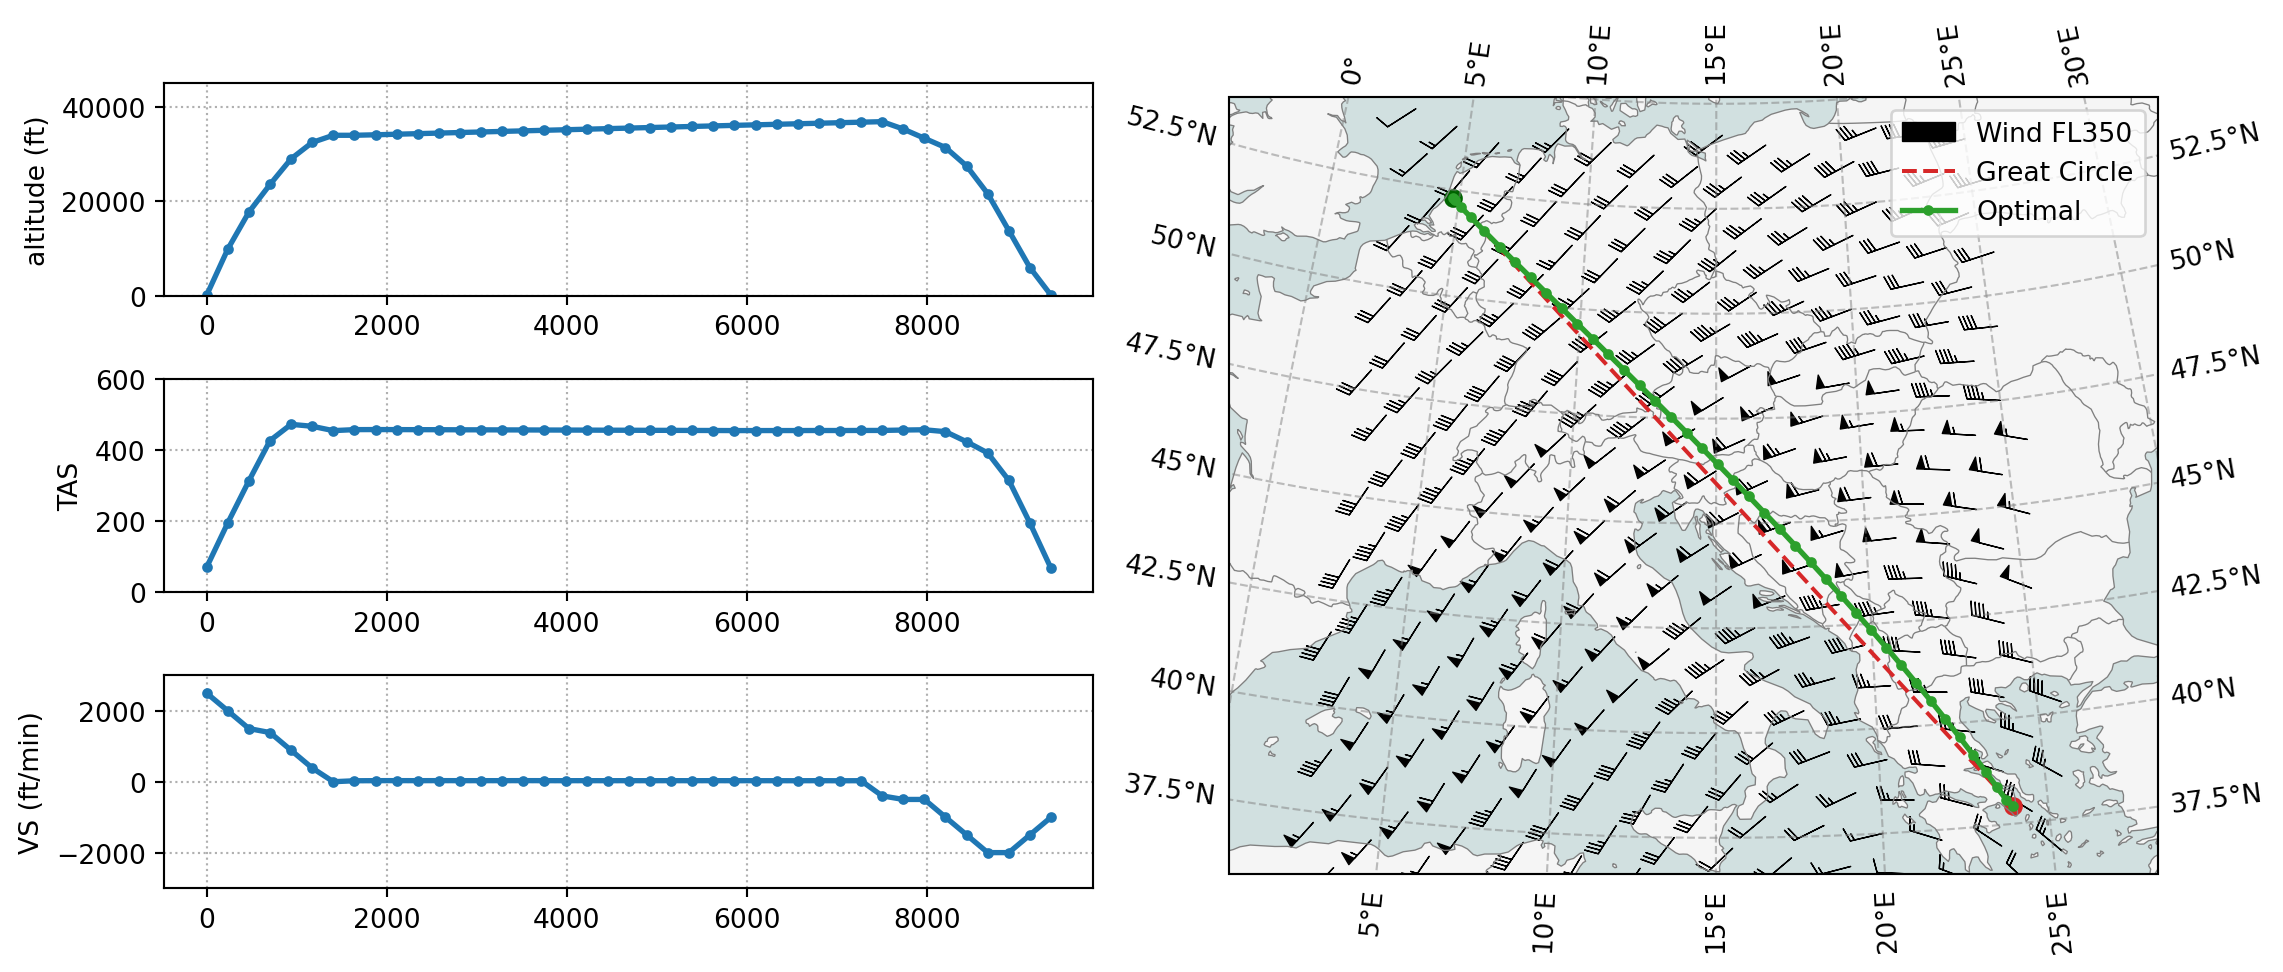 altitude (ft)
40000
20000
0
0
2000
4000
6000
8000
TAS
600
400
200
0
0
2000
4000
6000
8000
VS (ft/min)
2000
0
−2000
0
2000
4000
6000
8000
0°
5°E
10°E
15°E
20°E
25°E
30°E
52.5°N
50°N
47.5°N
45°N
42.5°N
40°N
37.5°N
Wind FL350
Great Circle
Optimal
52.5°N
50°N
47.5°N
45°N
42.5°N
40°N
37.5°N
5°E
10°E
15°E
20°E
25°E